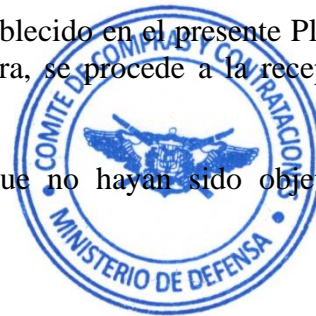 blecido en el presente Pl
ra, se procede a la recep
ue no hayan sido obje
COMITE DE COMPRAS Y CONTRATACIONES
MINISTERIO DE DEFENSA